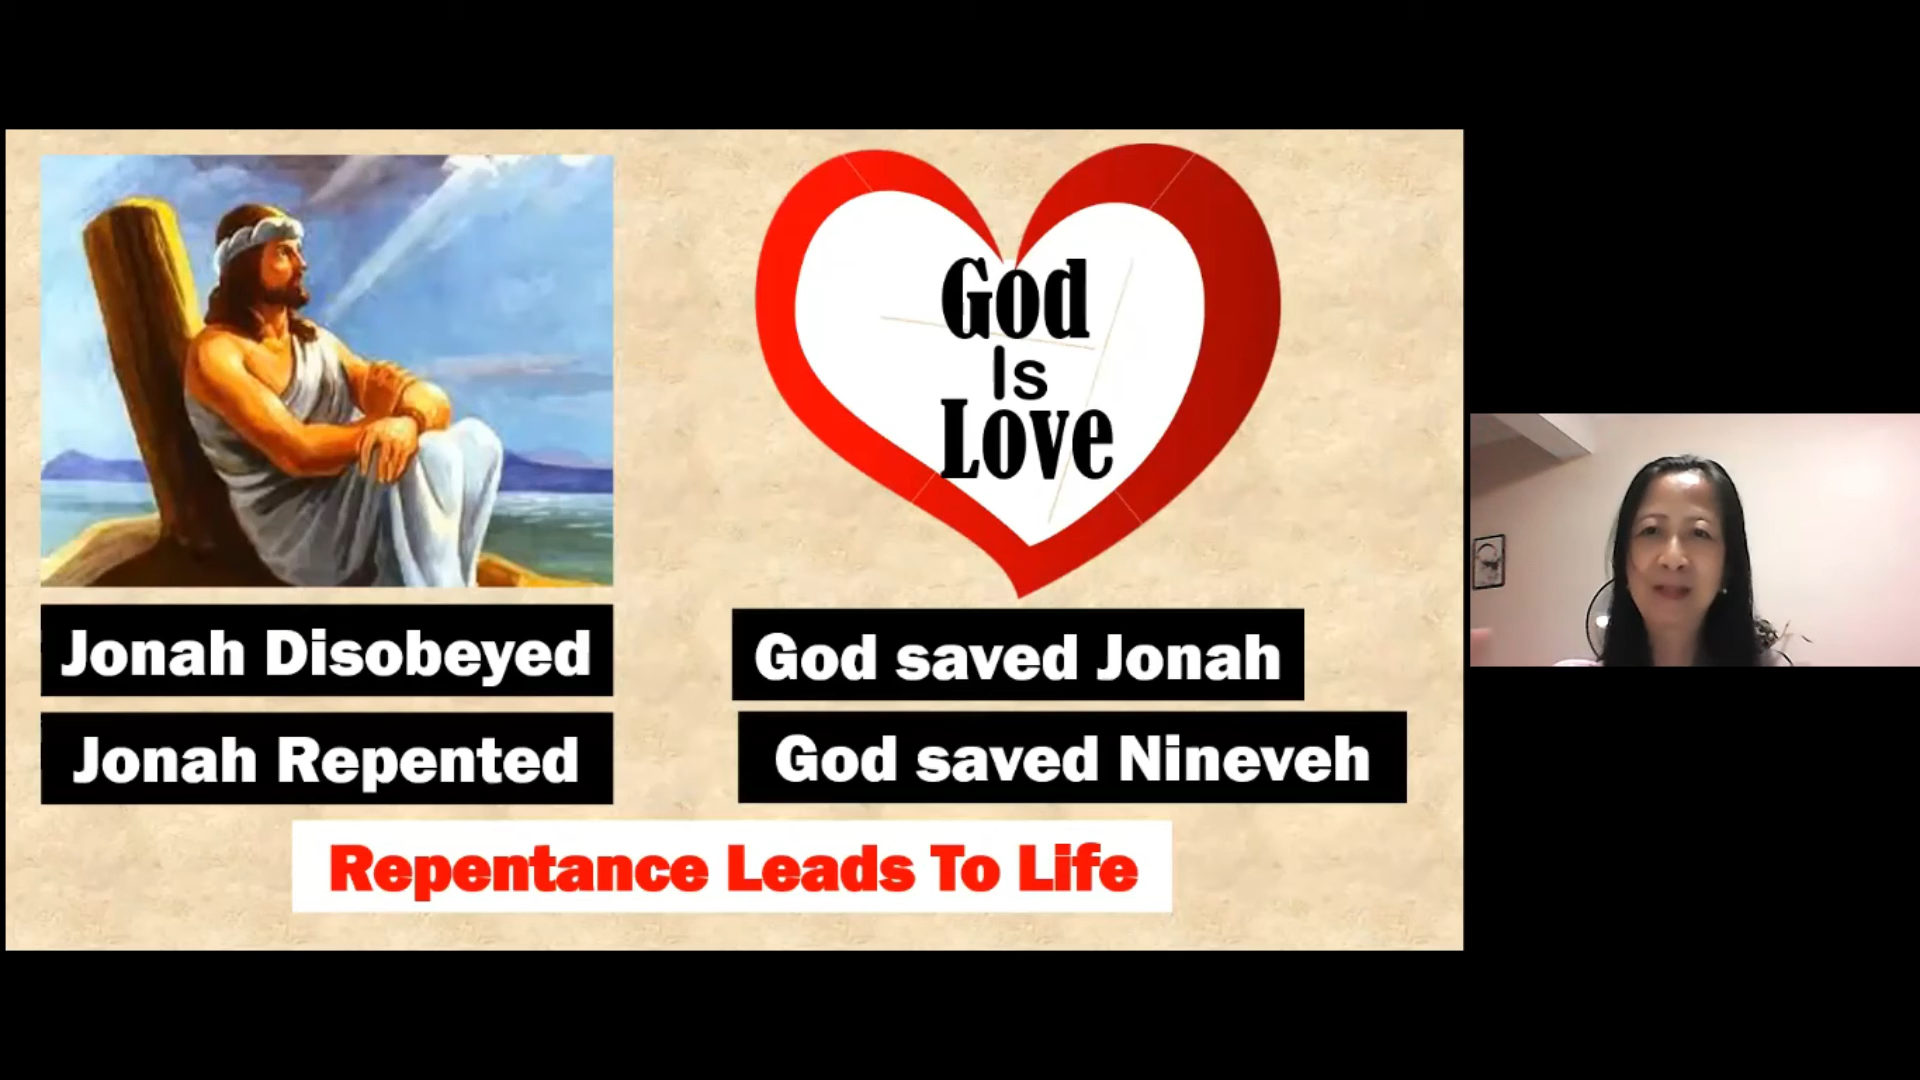 God
Is
Love
Jonah Disobeyed
Jonah Repented
God saved Jonah
God saved Nineveh
Repentance Leads To Life